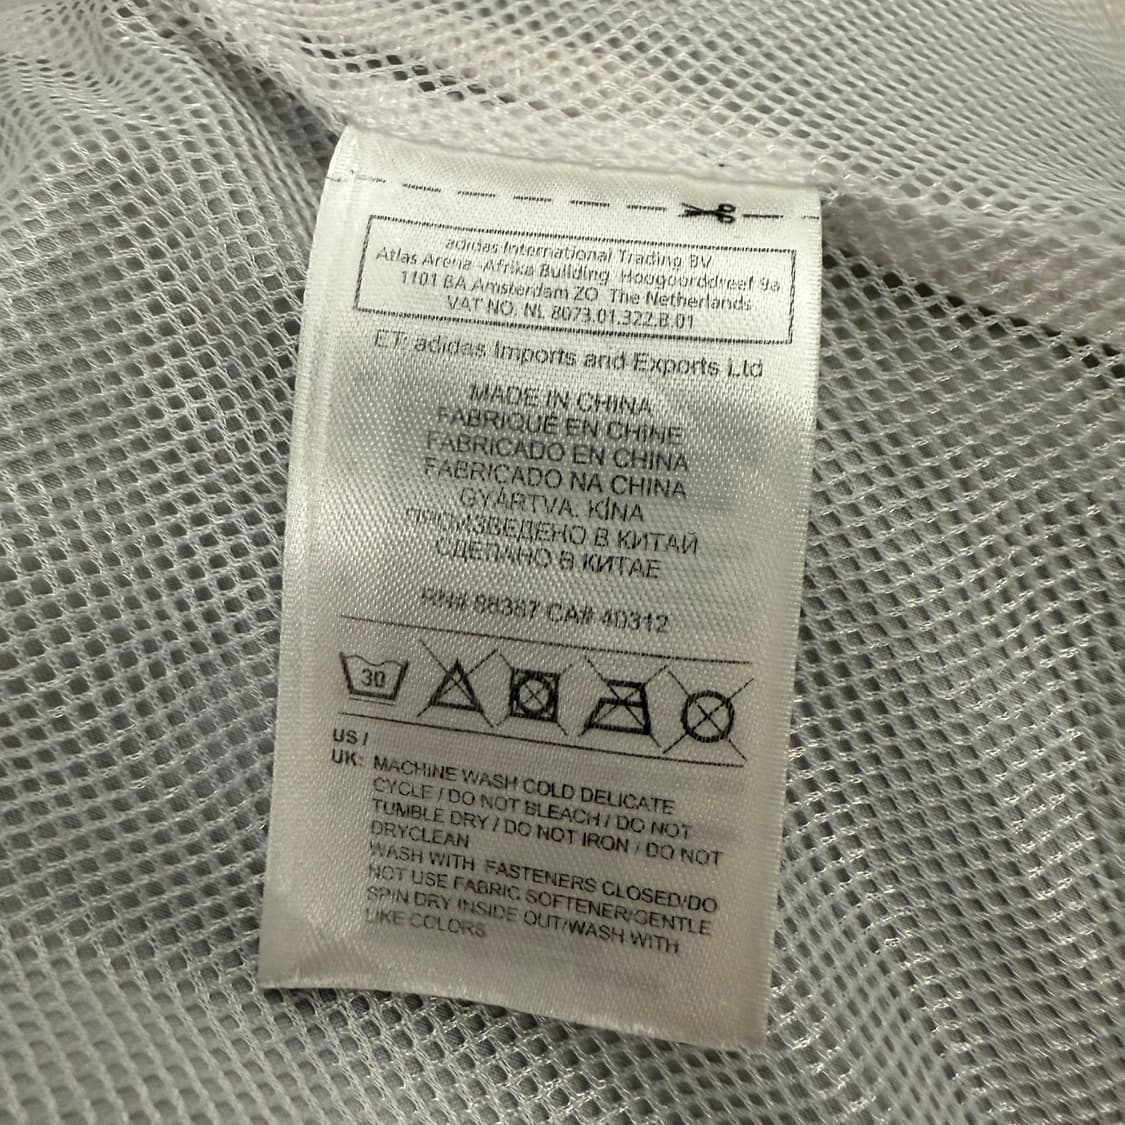 adidas International Trading BV
Atlas Arena -Afrika Building Hoogoorddreef 9a
1101 BA Amsterdam ZO The Netherlands
VAT NO. NL 8073.01.322.B.01
ET: adidas Imports and Exports Ltd
MADE IN CHINA
FABRIQUÉ EN CHINE
FABRICADO EN CHINA
FABRICADO NA CHINA
GYÁRTVA: KÍNA
ПРОИЗВЕДЕНО В КИТАЙ
СДЕЛАНО В КИТАЕ
RN# 88387 CA# 40312
30
US /
UK: MACHINE WASH COLD DELICATE
CYCLE / DO NOT BLEACH / DO NOT
TUMBLE DRY / DO NOT IRON / DO NOT
DRYCLEAN
WASH WITH FASTENERS CLOSED/DO
NOT USE FABRIC SOFTENER/GENTLE
SPIN DRY INSIDE OUT/WASH WITH
LIKE COLORS